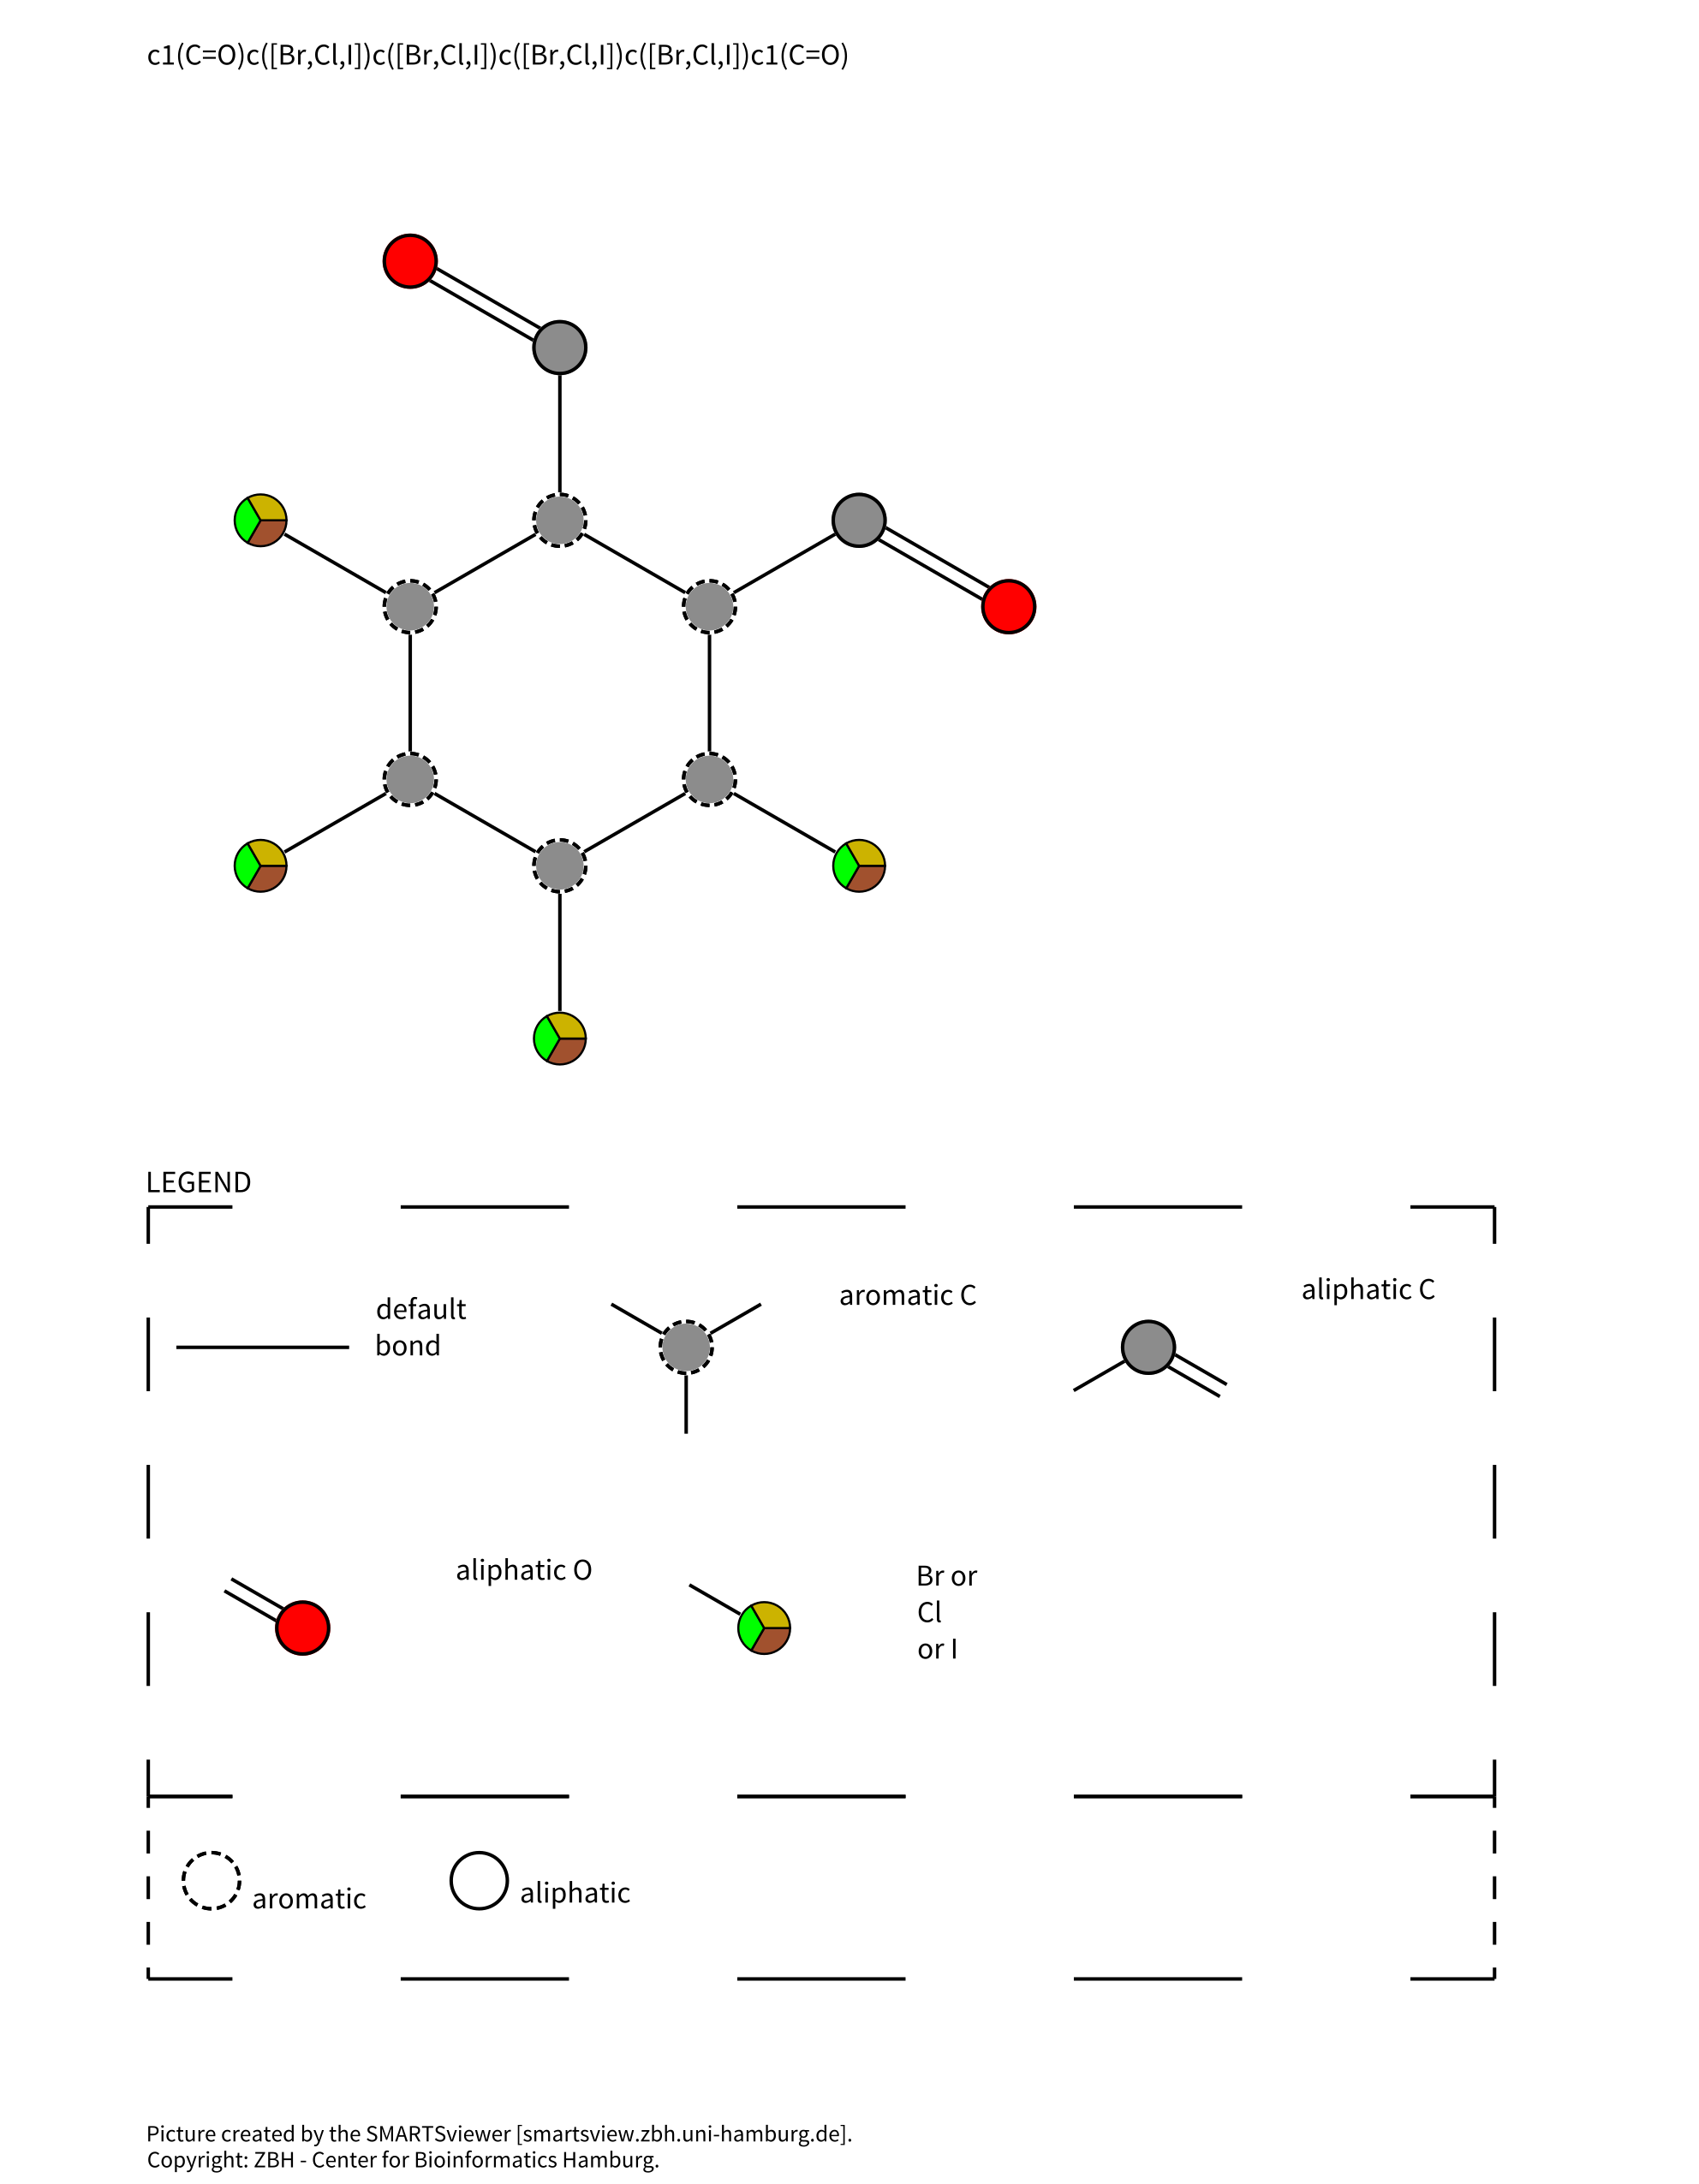 c1(C=O)c([Br,Cl,I])c([Br,Cl,I])c([Br,Cl,I])c([Br,Cl,I])c1(C=O)
LEGEND
default
bond
aromatic C
aliphatic C
aliphatic O
Br or
Cl
or I
aromatic
aliphatic
Picture created by the SMARTSviewer [smartsview.zbh.uni-hamburg.de].
Copyright: ZBH - Center for Bioinformatics Hamburg.